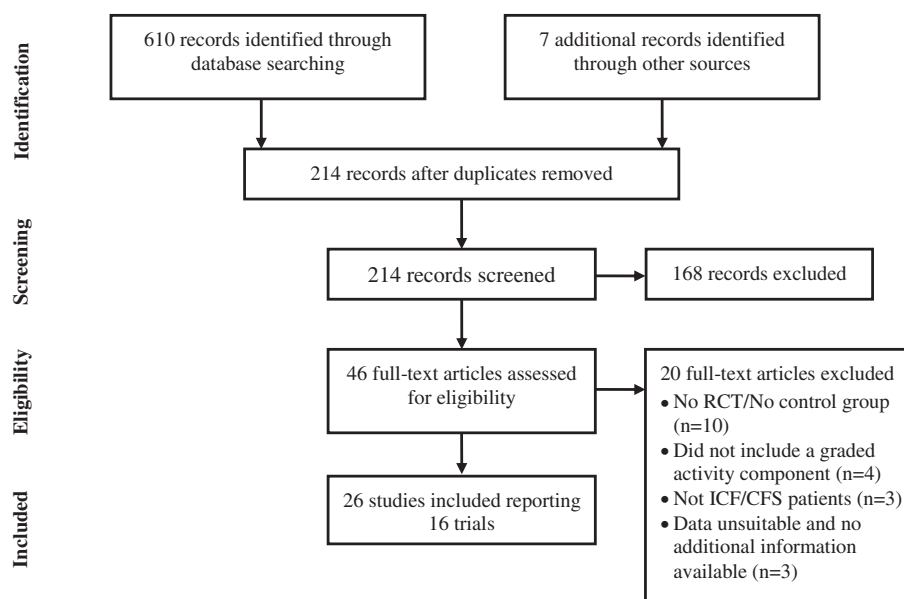 Identification
610 records identified through
database searching
7 additional records identified
through other sources
214 records after duplicates removed
Screening
214 records screened
168 records excluded
Eligibility
46 full-text articles assessed
for eligibility
20 full-text articles excluded
• No RCT/No control group
(n=10)
• Did not include a graded
activity component (n=4)
• Not ICF/CFS patients (n=3)
• Data unsuitable and no
additional information
available (n=3)
Included
26 studies included reporting
16 trials